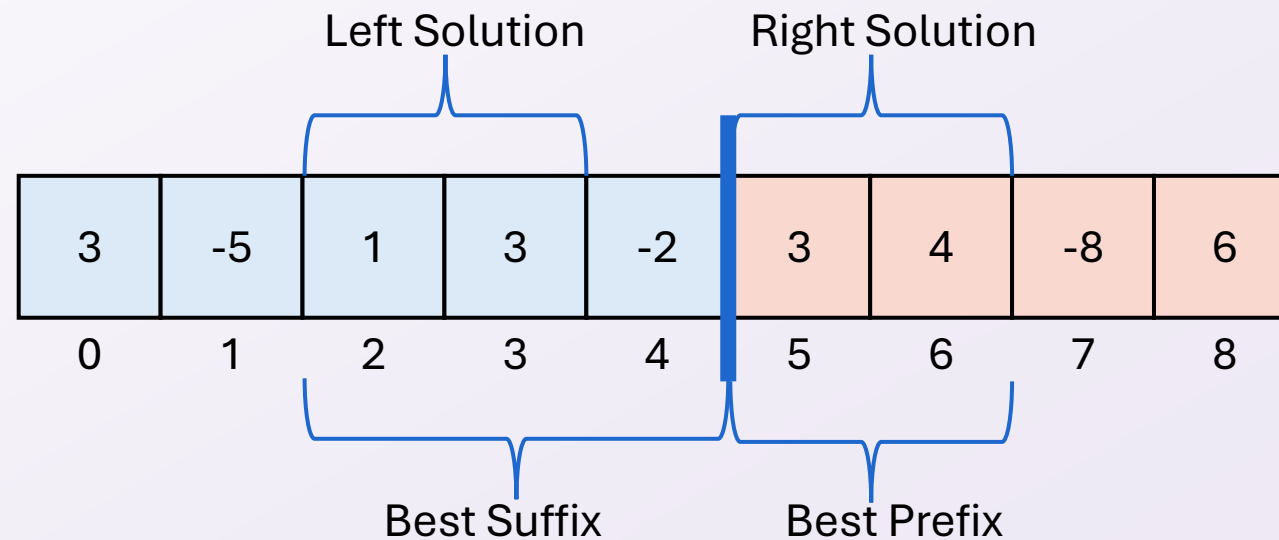 Left Solution Right Solution
3 -5 1 3 -2 3 4 -8 6
0 1 2 3 4 5 6 7 8
Best Suffix Best Prefix